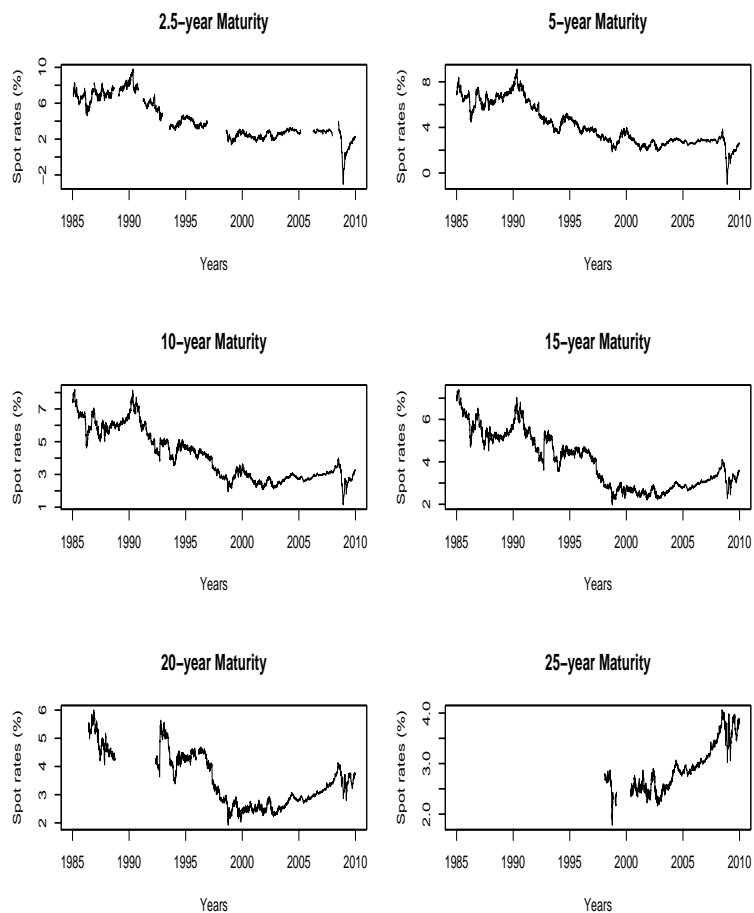 2.5−year Maturity
Spot rates (%)
−2 2 6 10
1985 1990 1995 2000 2005 2010
Years
5−year Maturity
Spot rates (%)
0 4 8
1985 1990 1995 2000 2005 2010
Years
10−year Maturity
Spot rates (%)
1 3 5 7
1985 1990 1995 2000 2005 2010
Years
15−year Maturity
Spot rates (%)
2 4 6
1985 1990 1995 2000 2005 2010
Years
20−year Maturity
Spot rates (%)
2 3 4 5 6
1985 1990 1995 2000 2005 2010
Years
25−year Maturity
Spot rates (%)
2.0 3.0 4.0
1985 1990 1995 2000 2005 2010
Years